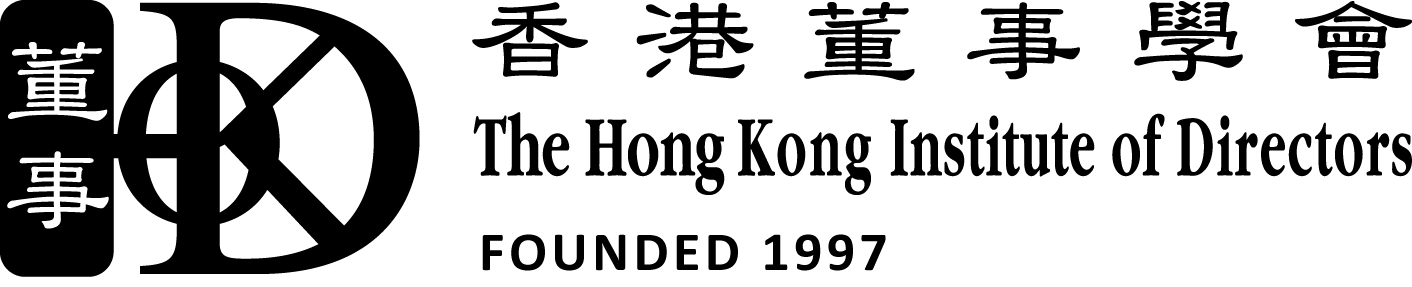 董事
香港董事學會
The Hong Kong Institute of Directors
FOUNDED 1997